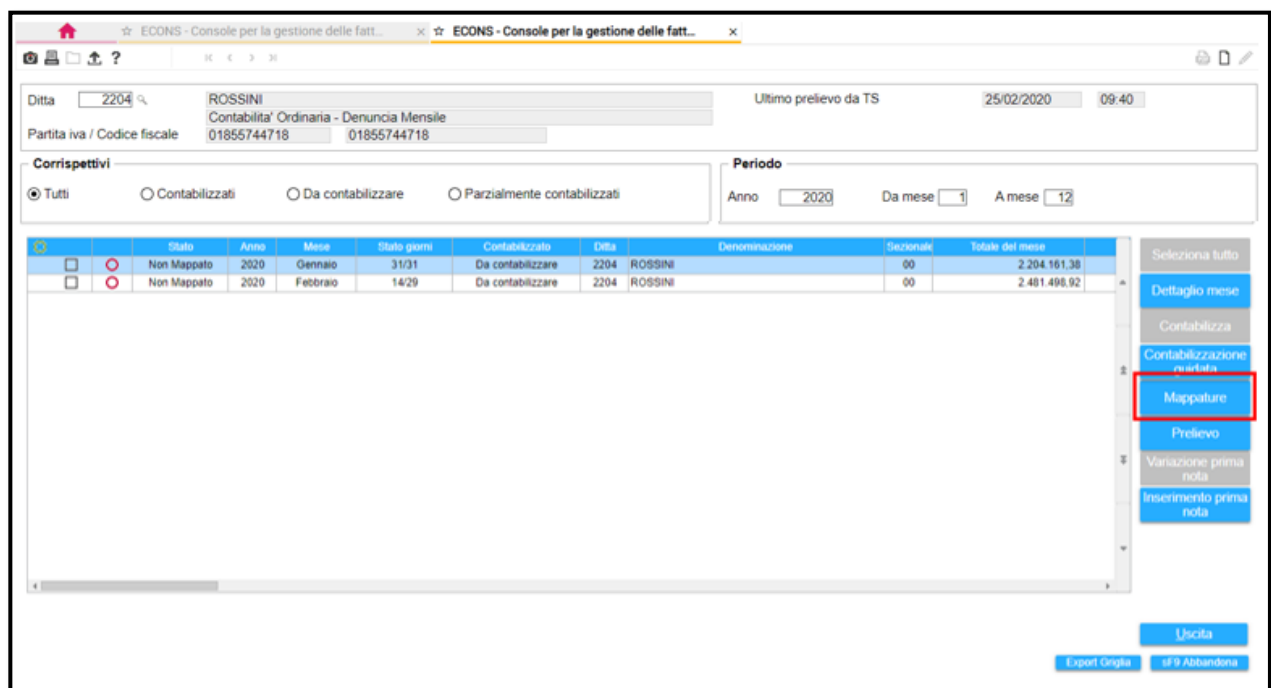 ECONS - Console per la gestione delle fatt... × ECONS - Console per la gestione delle fatt... ×
?
Ditta 2204 ROSSINI Ultimo prelievo da TS 25/02/2020 09:40
Contabilita' Ordinaria - Denuncia Mensile
Partita iva / Codice fiscale 01855744718 01855744718
Corrispettivi Periodo
Tutti Contabilizzati Da contabilizzare Parzialmente contabilizzati Anno 2020 Da mese 1 A mese 12
Stato Anno Mese Stato giorni Contabilizzato Ditta Denominazione Sezionale Totale del mese
Non Mappato 2020 Gennaio 31/31 Da contabilizzare 2204 ROSSINI 00 2.204.161,38
Non Mappato 2020 Febbraio 14/29 Da contabilizzare 2204 ROSSINI 00 2.481.498,92
Seleziona tutto
Dettaglio mese
Contabilizza
Contabilizzazione
guidata
Mappature
Prelievo
Variazione prima
nota
Inserimento prima
nota
Uscita
Export Griglia sF9 Abbandona